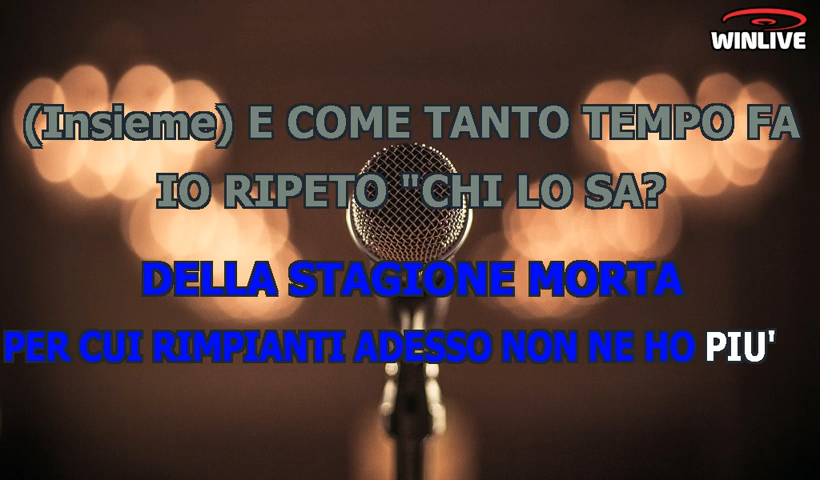 WINLIVE
(Insieme) E COME TANTO TEMPO FA
IO RIPETO "CHI LO SA?
DELLA STAGIONE MORTA
PER CUI RIMPIANTI ADESSO NON NE HO PIU'